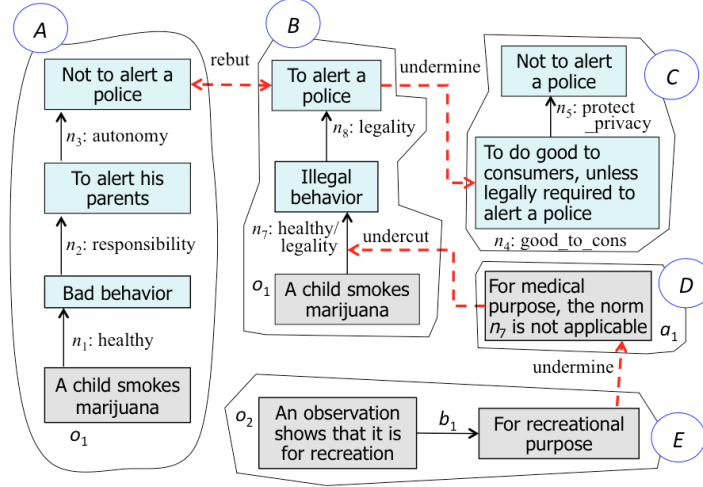 A
Not to alert a
police
n3: autonomy
To alert his
parents
n2: responsibility
Bad behavior
n1: healthy
A child smokes
marijuana
o1
rebut
B
To alert a
police
n8: legality
Illegal
behavior
n7: healthy/
legality
o1
A child smokes
marijuana
undermine
undercut
C
Not to alert
a police
n5: protect
_privacy
To do good to
consumers, unless
legally required to
alert a police
n4: good_to_cons
D
For medical
purpose, the norm
n7 is not applicable
a1
undermine
o2
An observation
shows that it is
for recreation
b1
For recreational
purpose
E